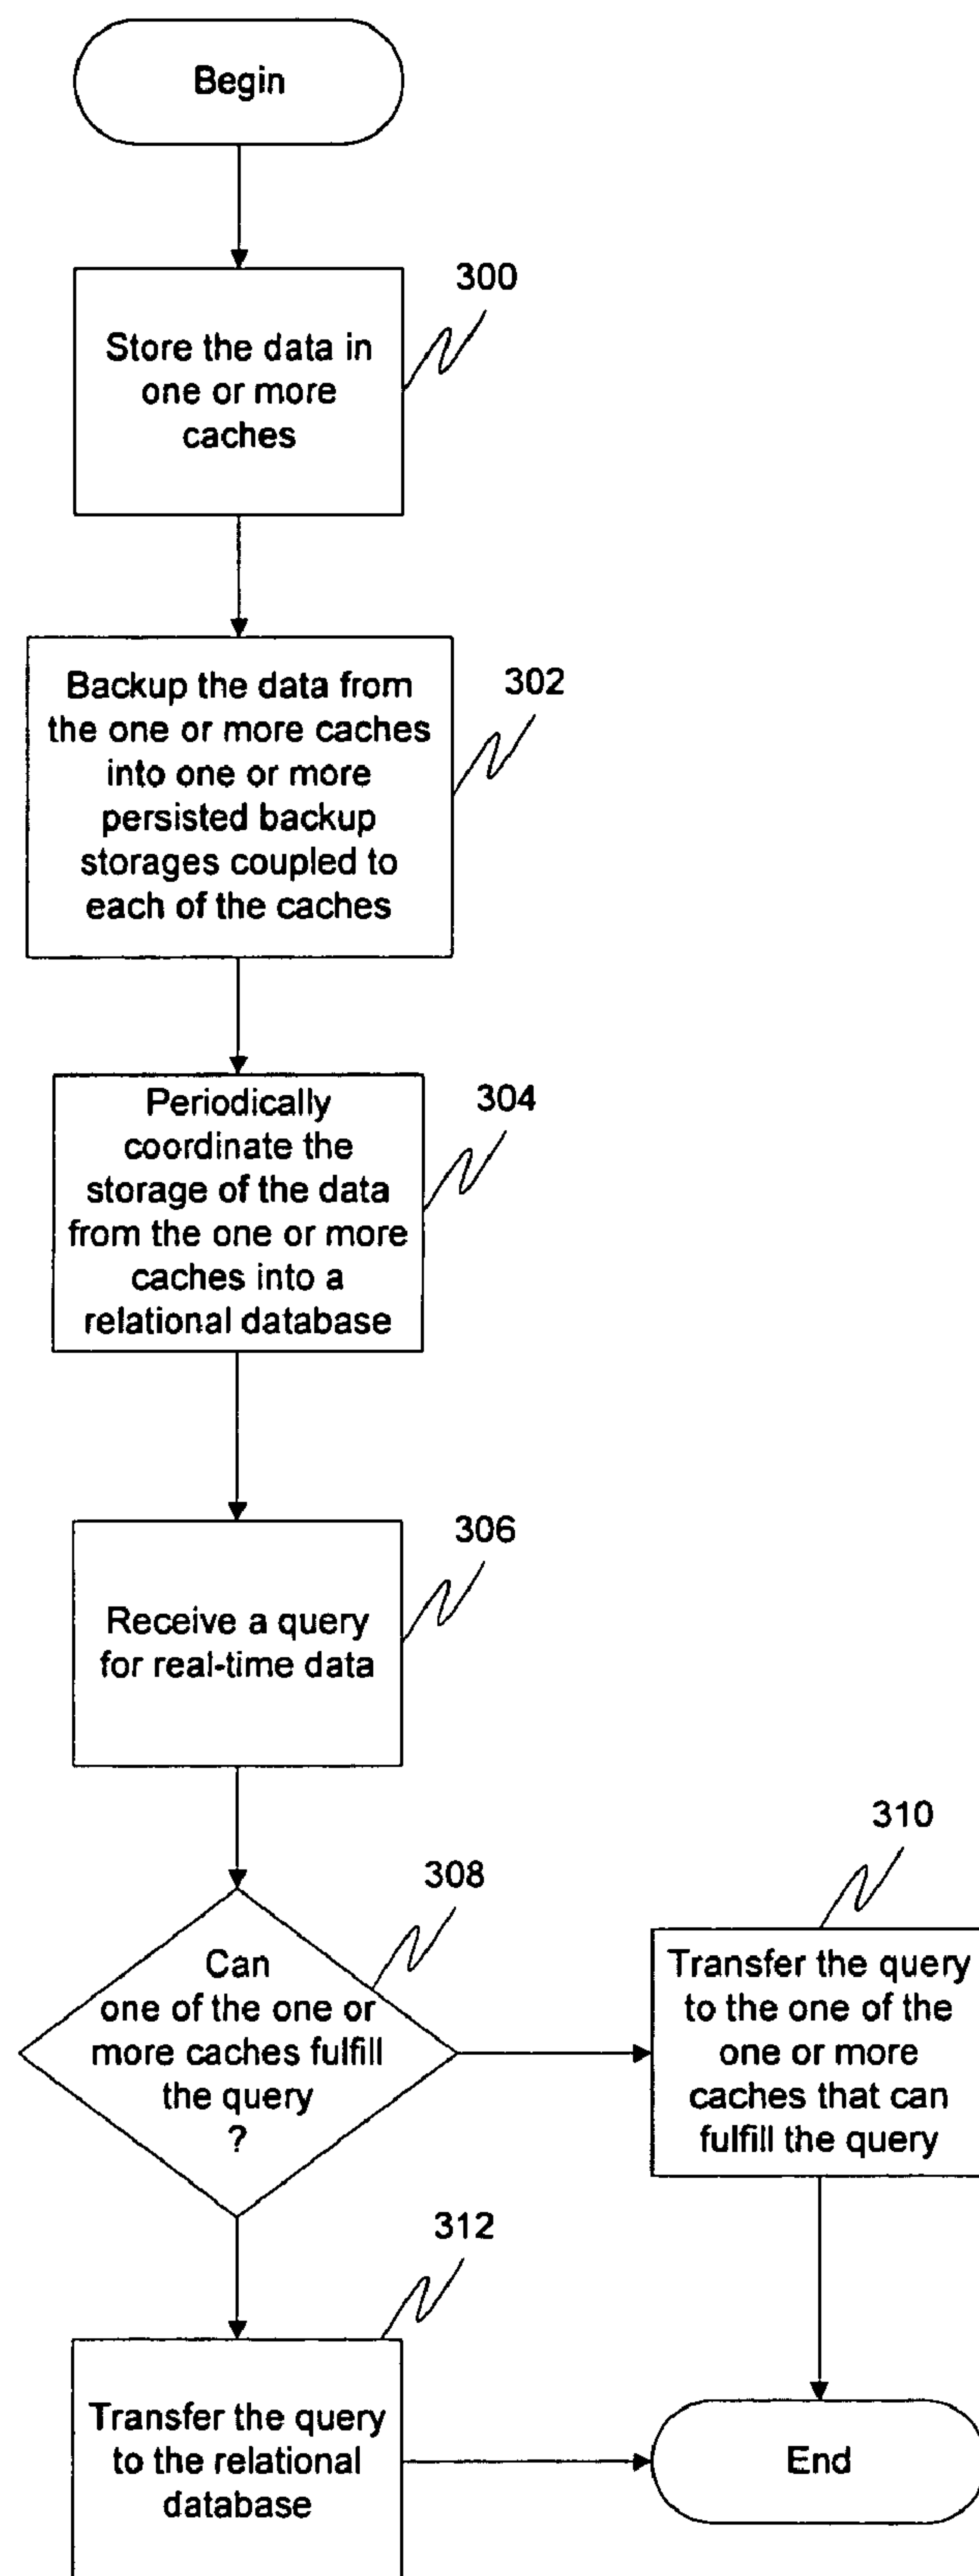 Begin
300
Store the data in
one or more
caches
302
Backup the data from
the one or more caches
into one or more
persisted backup
storages coupled to
each of the caches
304
Periodically
coordinate the
storage of the data
from the one or more
caches into a
relational database
306
Receive a query
for real-time data
308
Can
one of the one or
more caches fulfill
the query
?
310
Transfer the query
to the one of the
one or more
caches that can
fulfill the query
312
Transfer the query
to the relational
database
End